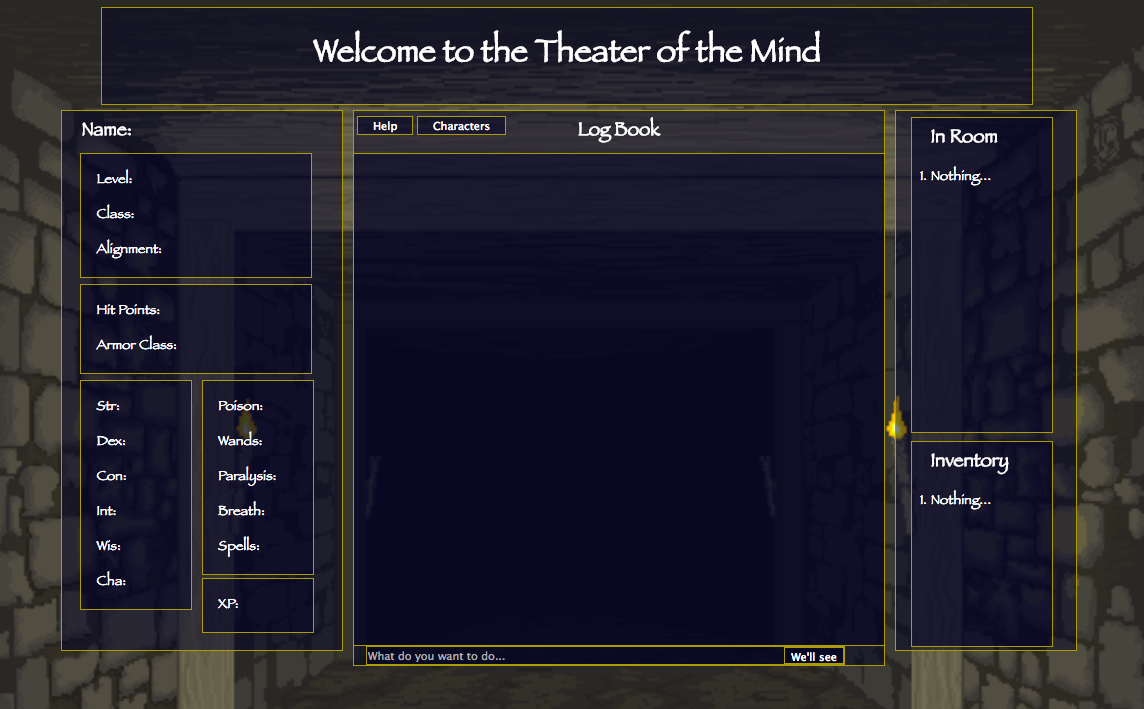 Welcome to the Theater of the Mind
Name:
Level:
Class:
Alignment:
Hit Points:
Armor Class:
Str:
Dex:
Con:
Int:
Wis:
Cha:
Poison:
Wands:
Paralysis:
Breath:
Spells:
XP:
Help
Characters
Log Book
What do you want to do...
We'll see
In Room
1. Nothing...
Inventory
1. Nothing...